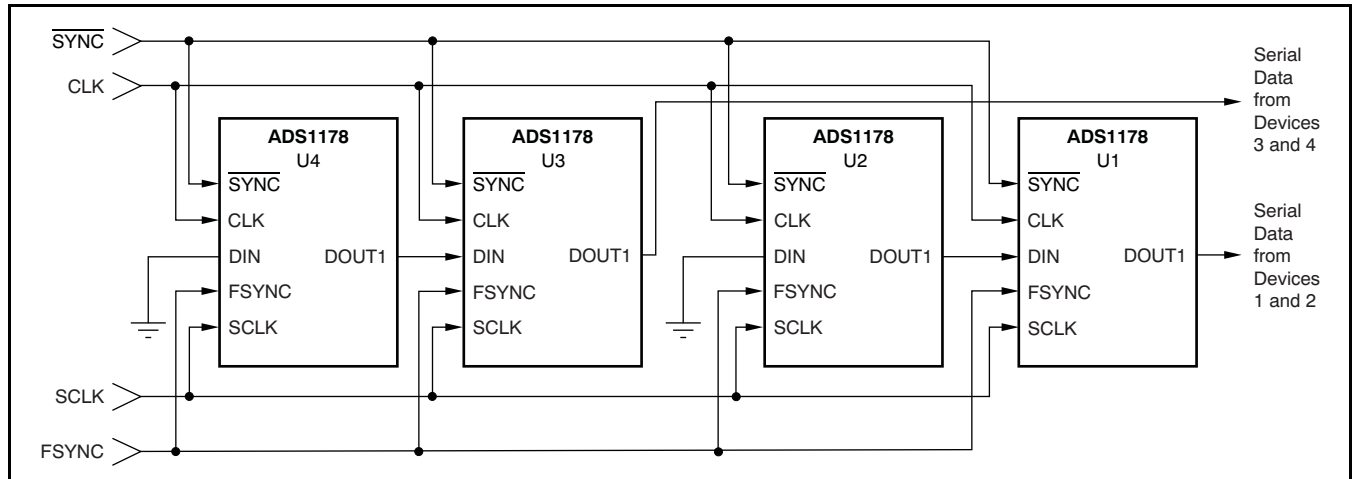 SYNC
CLK
ADS1178
U4
SYNC
CLK
DIN
DOUT1
FSYNC
SCLK
ADS1178
U3
SYNC
CLK
DIN
DOUT1
FSYNC
SCLK
ADS1178
U2
SYNC
CLK
DIN
DOUT1
FSYNC
SCLK
ADS1178
U1
SYNC
CLK
DIN
DOUT1
FSYNC
SCLK
Serial
Data
from
Devices
3 and 4
Serial
Data
from
Devices
1 and 2
SCLK
FSYNC